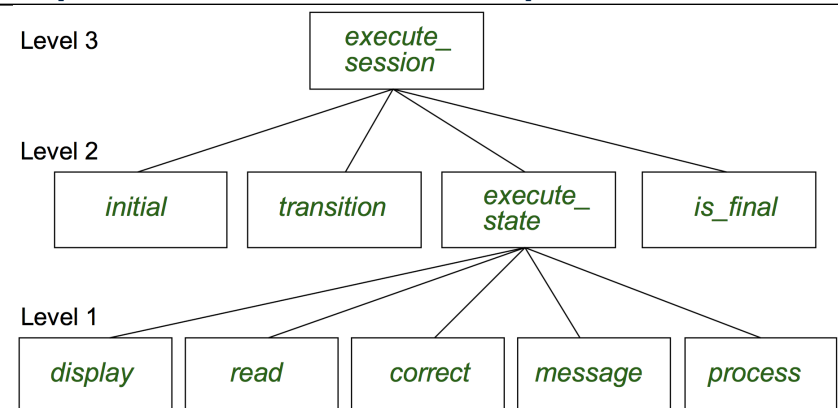 Level 3
execute_
session
Level 2
initial
transition
execute_
state
is_final
Level 1
display
read
correct
message
process